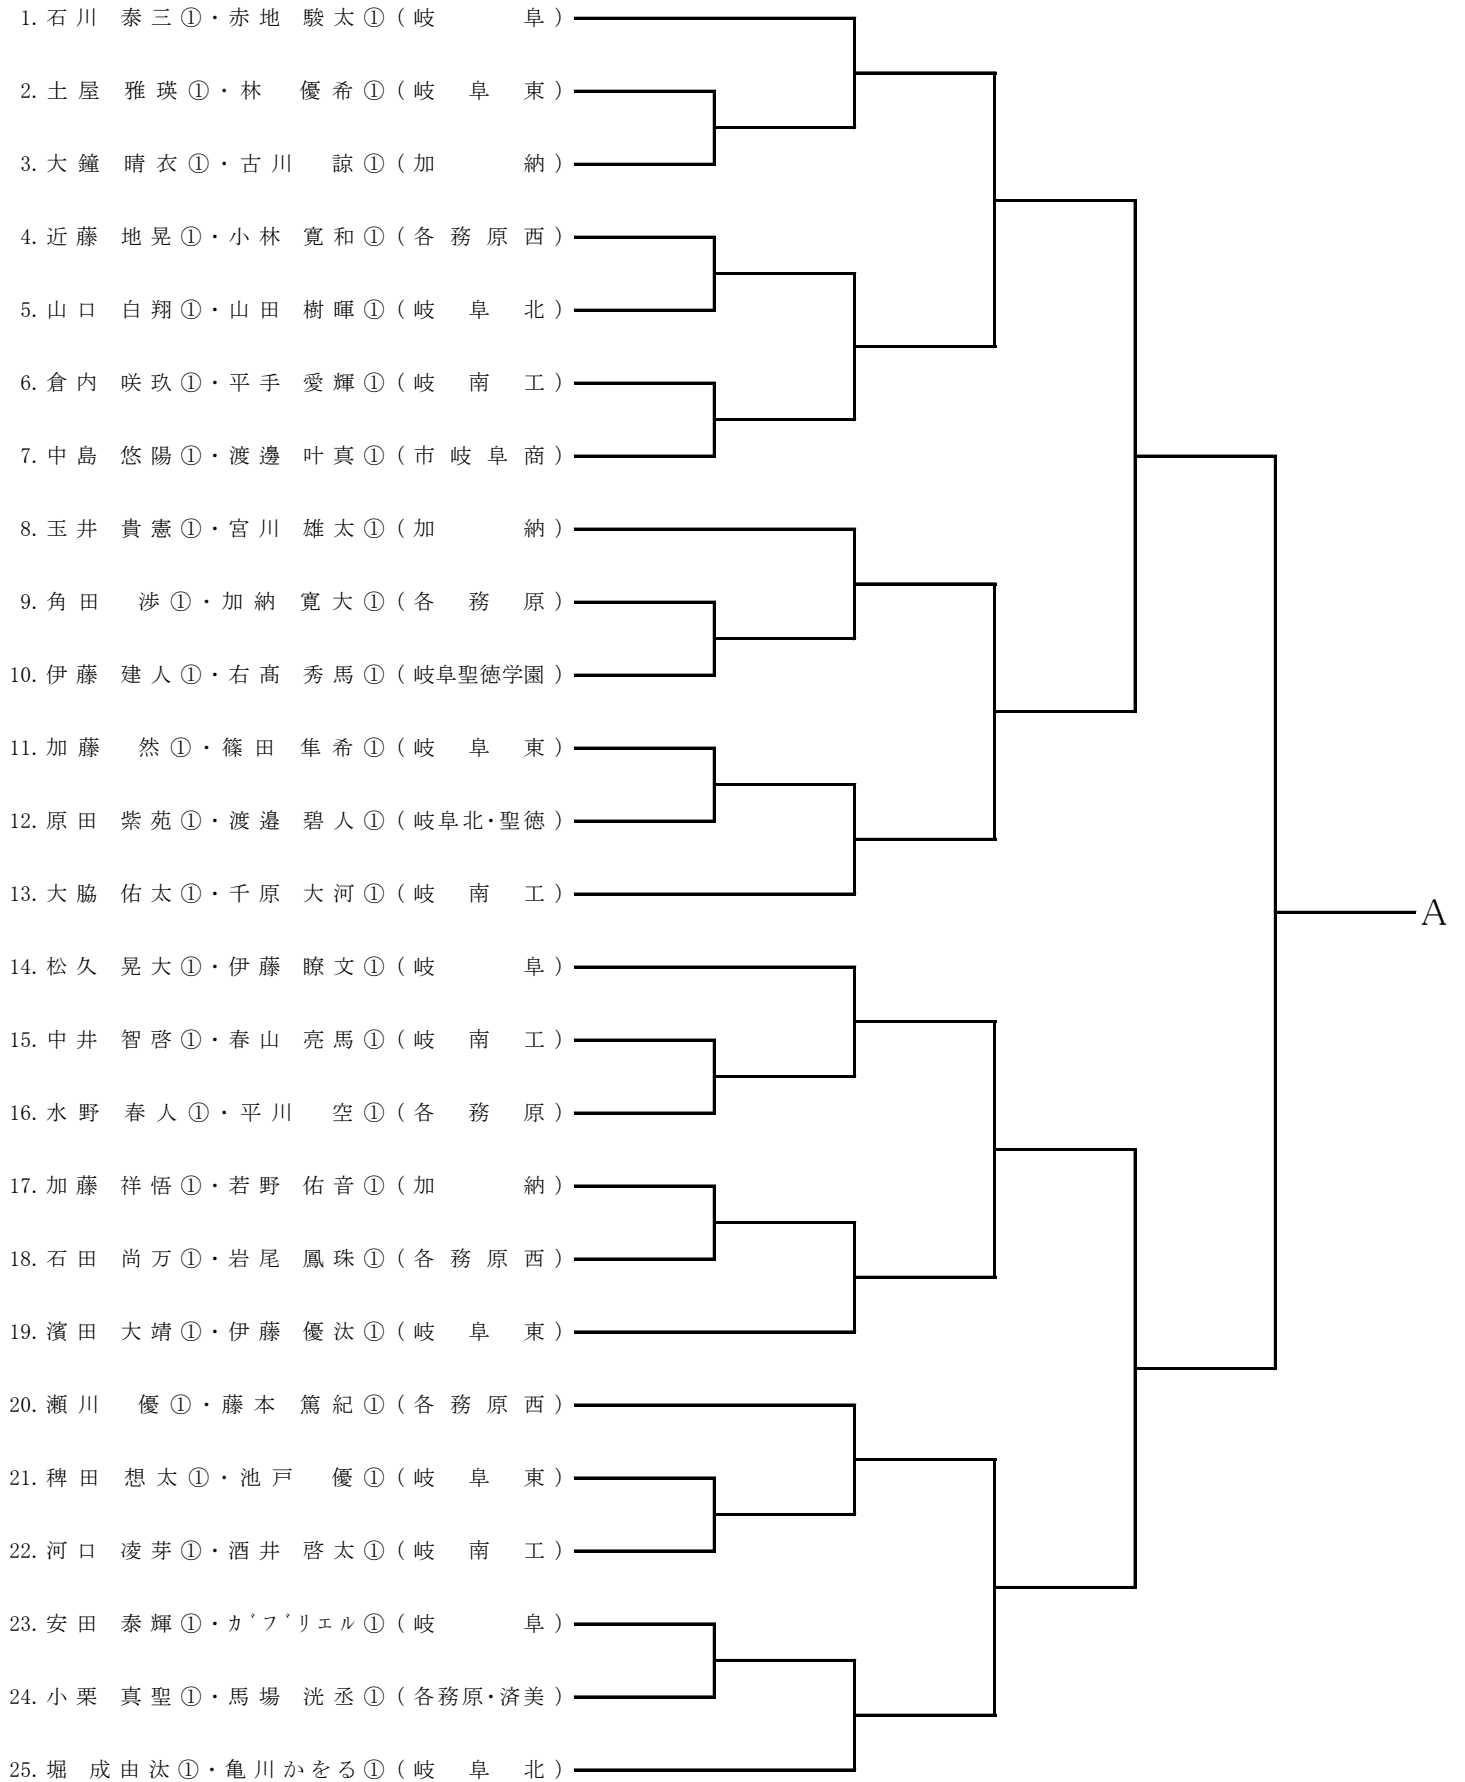 1. 石川 泰三①・赤地 駿太①(岐阜)
2. 土屋 雅瑛①・林 優希①(岐阜東)
3. 大鐘 晴衣①・古川 諒①(加納)
4. 近藤 地晃①・小林 寛和①(各務原西)
5. 山口 白翔①・山田 樹暉①(岐阜北)
6. 倉内 咲玖①・平手 愛輝①(岐南工)
7. 中島 悠陽①・渡邊 叶真①(市岐阜商)
8. 玉井 貴憲①・宮川 雄太①(加納)
9. 角田 渉①・加納 寛大①(各務原)
10. 伊藤 建人①・右髙 秀馬①(岐阜聖徳学園)
11. 加藤 然①・篠田 隼希①(岐阜東)
12. 原田 紫苑①・渡邉 碧人①(岐阜北・聖徳)
13. 大脇 佑太①・千原 大河①(岐南工)
A
14. 松久 晃大①・伊藤 瞭文①(岐阜)
15. 中井 智啓①・春山 亮馬①(岐南工)
16. 水野 春人①・平川 空①(各務原)
17. 加藤 祥悟①・若野 佑音①(加納)
18. 石田 尚万①・岩尾 鳳珠①(各務原西)
19. 濱田 大靖①・伊藤 優汰①(岐阜東)
20. 瀬川 優①・藤本 篤紀①(各務原西)
21. 稗田 想太①・池戸 優①(岐阜東)
22. 河口 凌芽①・酒井 啓太①(岐南工)
23. 安田 泰輝①・ガブリエル①(岐阜)
24. 小栗 真聖①・馬場 洸丞①(各務原・済美)
25. 堀 成由汰①・亀川かをる①(岐阜北)